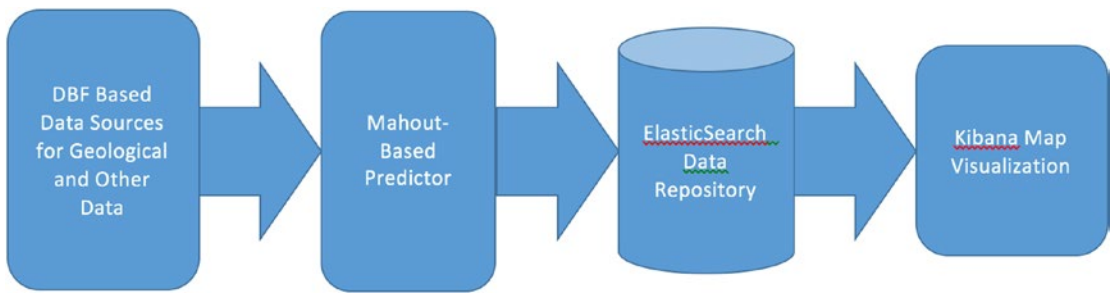 DBF Based
Data Sources
for Geological
and Other
Data
Mahout-
Based
Predictor
ElasticSearch
Data
Repository
Kibana Map
Visualization